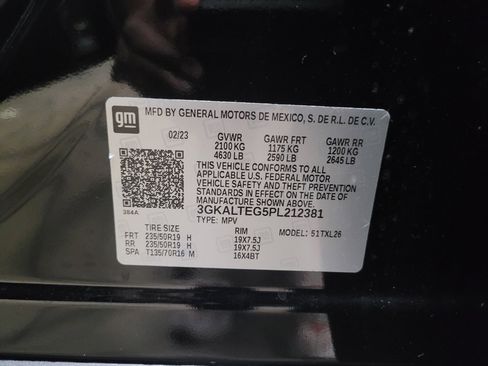 gm
MFD BY GENERAL MOTORS DE MEXICO, S. DE R.L. DE C.V.
02/23 GVWR GAWR FRT GAWR RR
2100 KG 1175 KG 1200 KG
4630 LB 2590 LB 2645 LB
THIS VEHICLE CONFORMS TO ALL
APPLICABLE U.S. FEDERAL MOTOR
VEHICLE SAFETY, BUMPER, AND THEFT
PREVENTION STANDARDS IN EFFECT ON
THE DATE OF MANUFACTURE SHOWN ABOVE.
384A 3GKALTEG5PL212381
TYPE: MPV MODEL: 51TXL26
TIRE SIZE RIM
FRT 235/50R19 H 19X7.5J
RR 235/50R19 H 19X7.5J
SPA T135/70R16 M 16X4BT